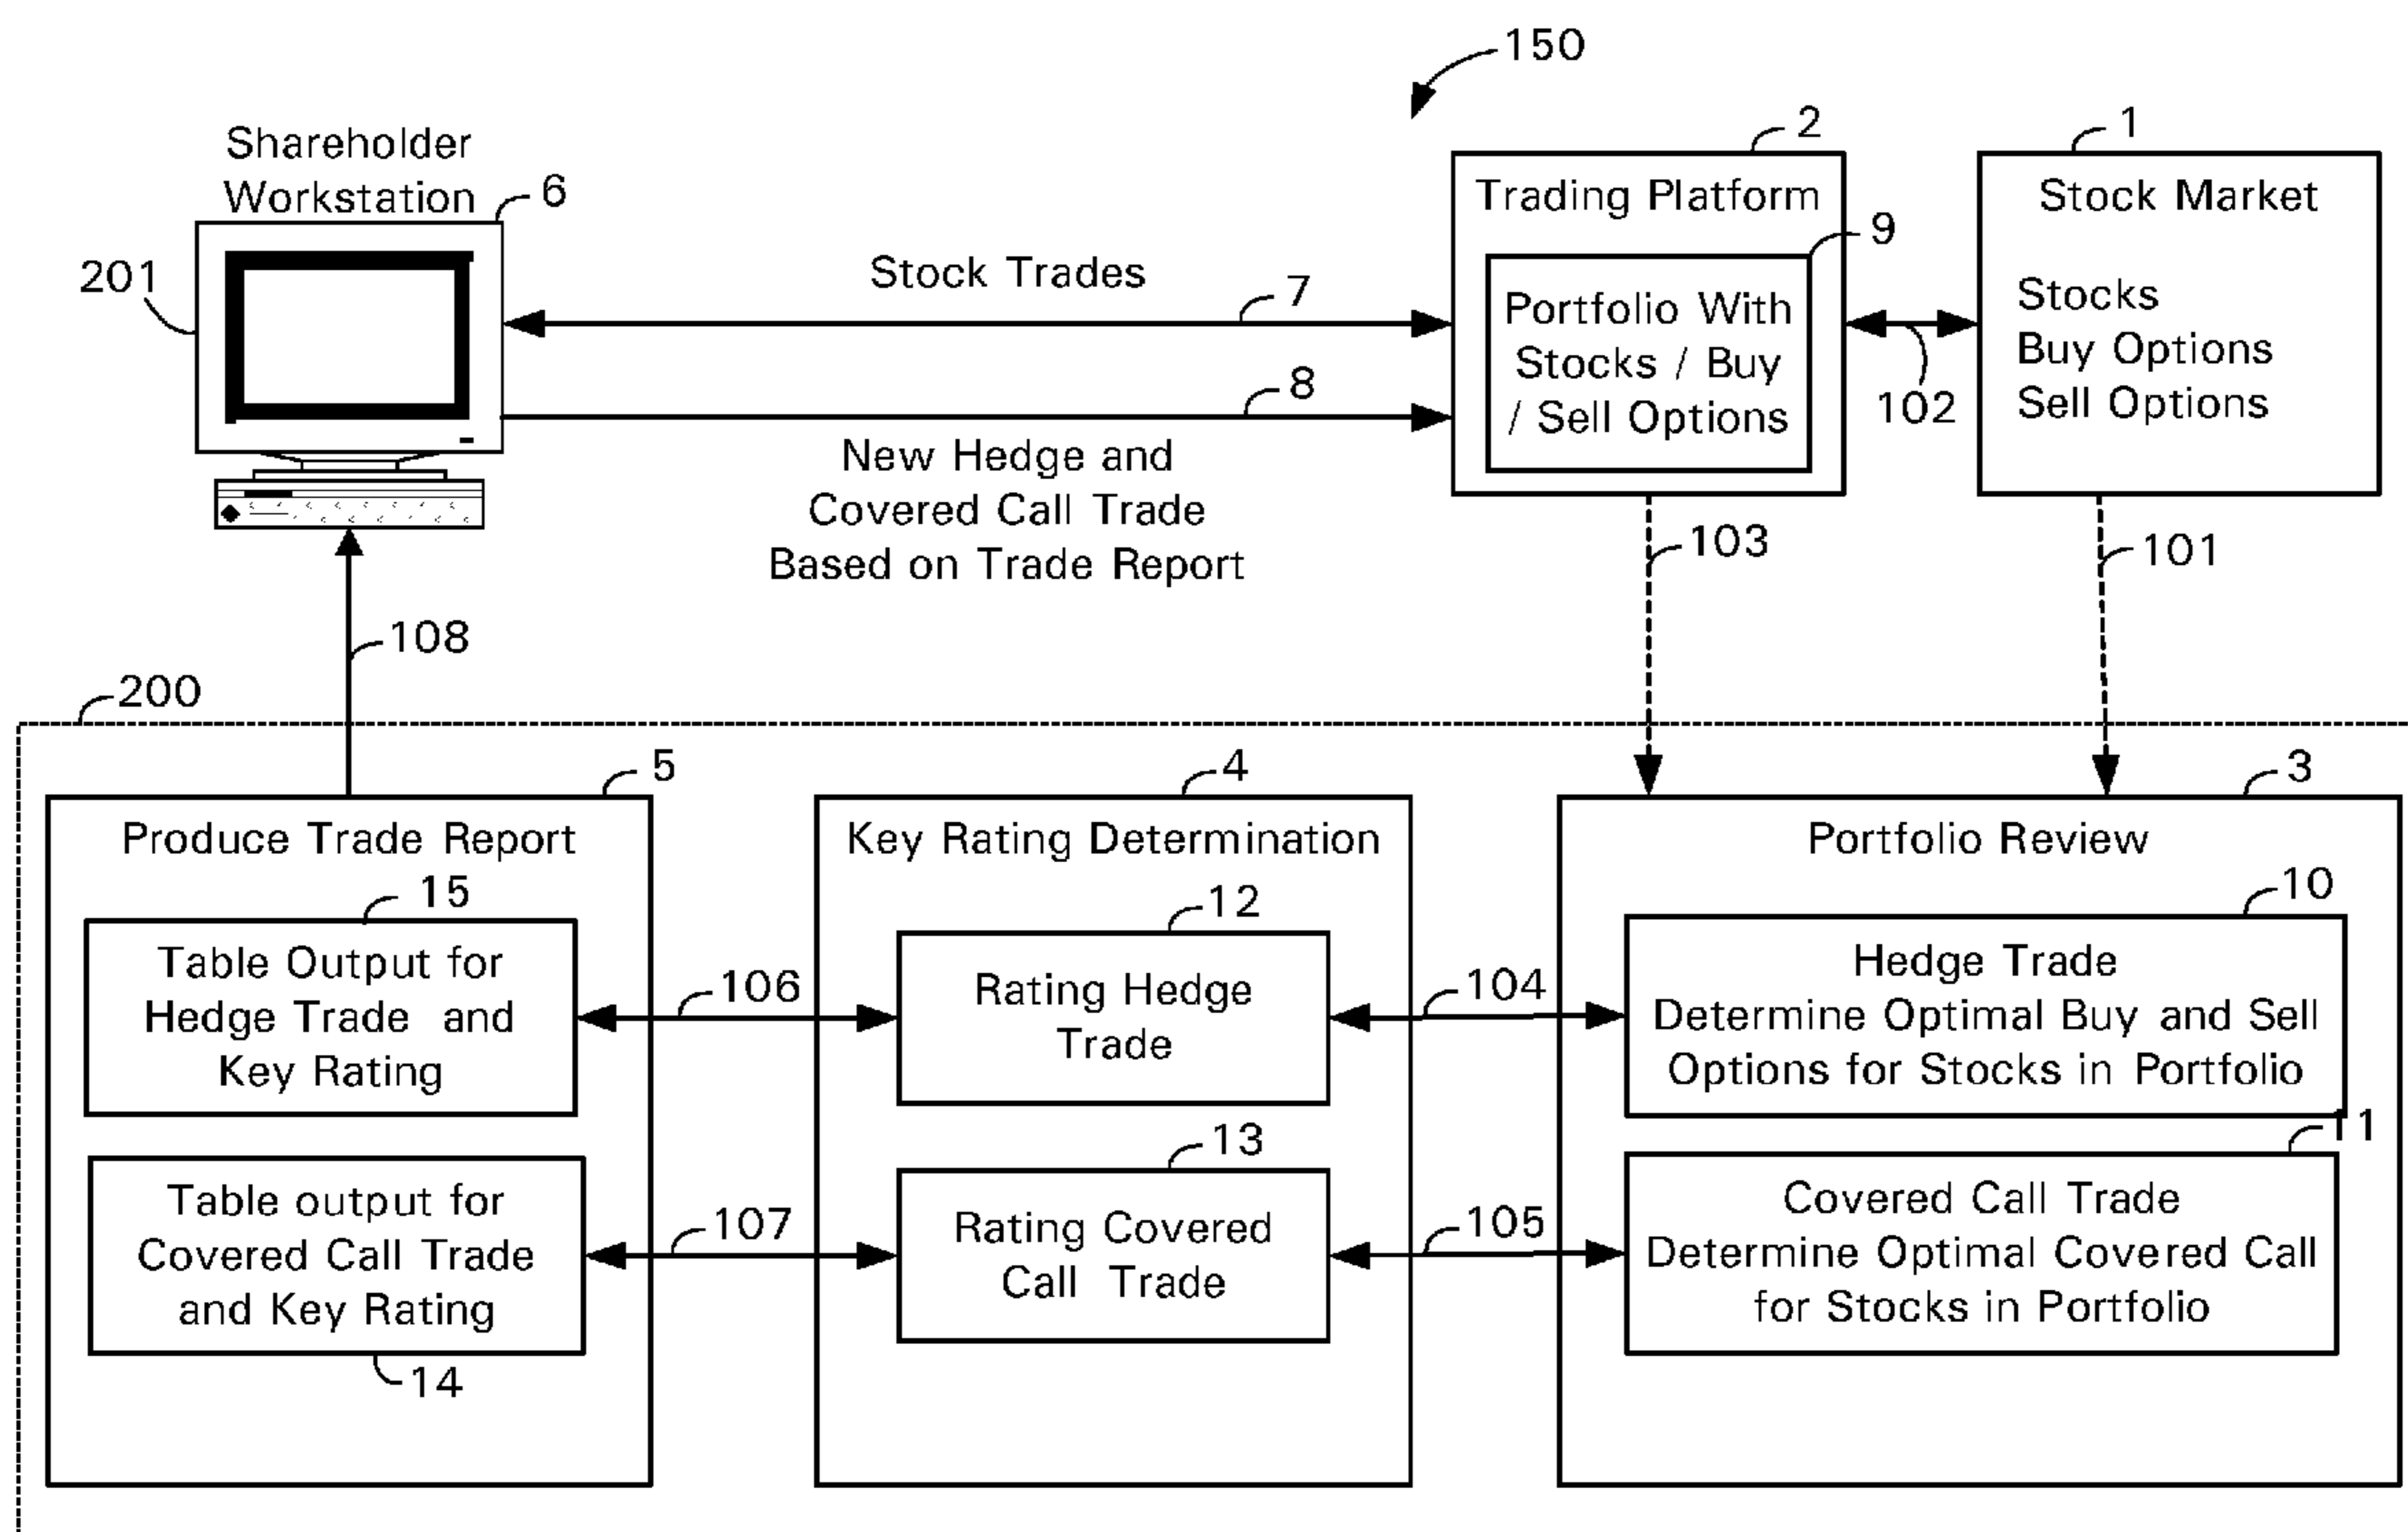 150
Shareholder
Workstation
6
201
Stock Trades
7
8
New Hedge and
Covered Call Trade
Based on Trade Report
2
Trading Platform
9
Portfolio With
Stocks / Buy
/ Sell Options
102
1
Stock Market
Stocks
Buy Options
Sell Options
103
101
108
200
5
Produce Trade Report
15
Table Output for
Hedge Trade and
Key Rating
106
Table output for
Covered Call Trade
and Key Rating
14
107
4
Key Rating Determination
12
Rating Hedge
Trade
104
13
Rating Covered
Call Trade
105
3
Portfolio Review
10
Hedge Trade
Determine Optimal Buy and Sell
Options for Stocks in Portfolio
11
Covered Call Trade
Determine Optimal Covered Call
for Stocks in Portfolio